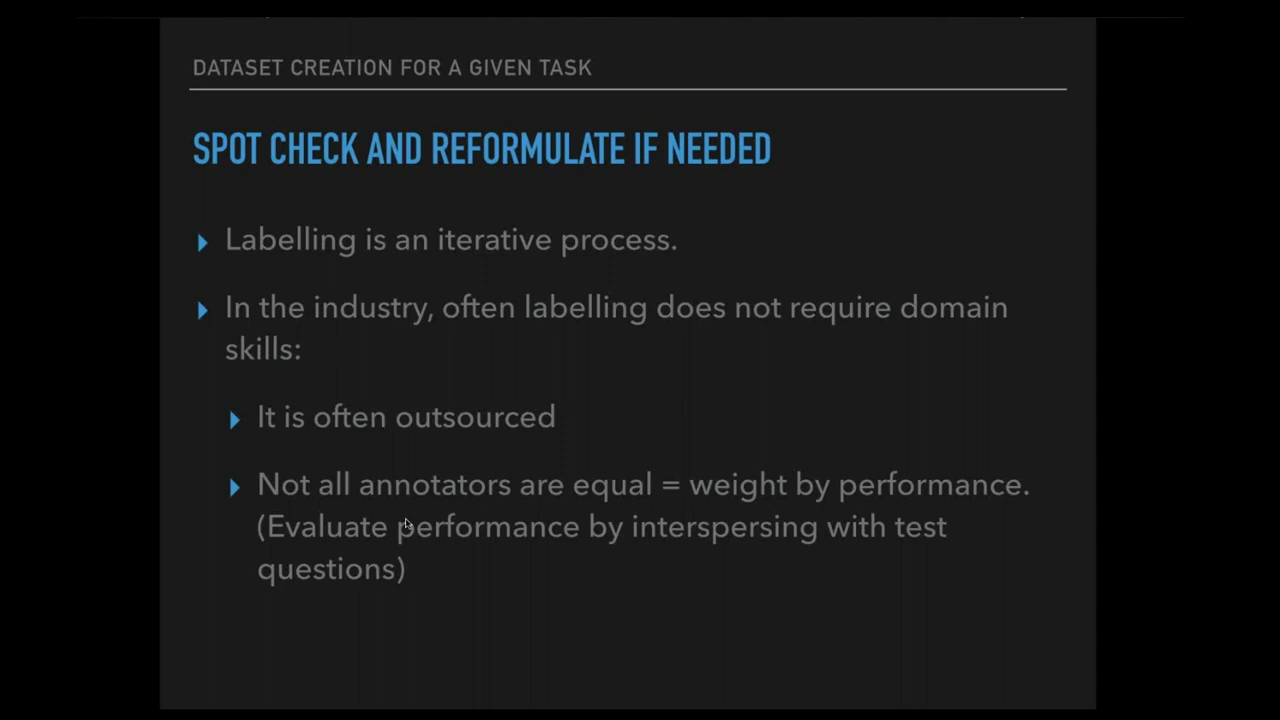 DATASET CREATION FOR A GIVEN TASK
SPOT CHECK AND REFORMULATE IF NEEDED
Labelling is an iterative process.
In the industry, often labelling does not require domain
skills:
It is often outsourced
Not all annotators are equal = weight by performance.
(Evaluate performance by interspersing with test
questions)